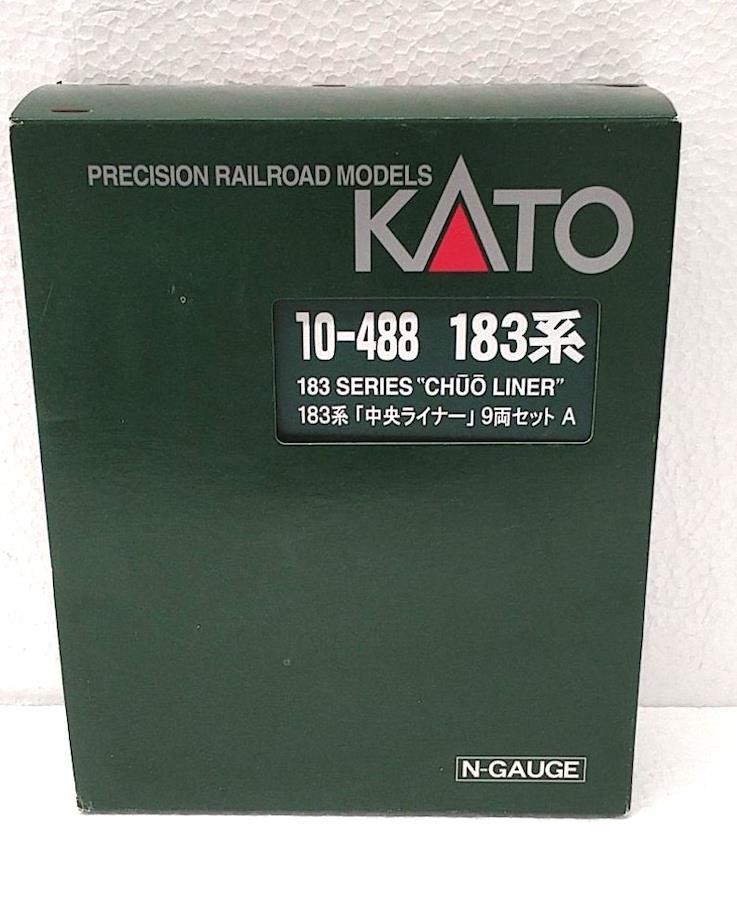 PRECISION RAILROAD MODELS
KATO
10-488 183系
183 SERIES "CHŪŌ LINER"
183系「中央ライナー」9両セット A
N-GAUGE